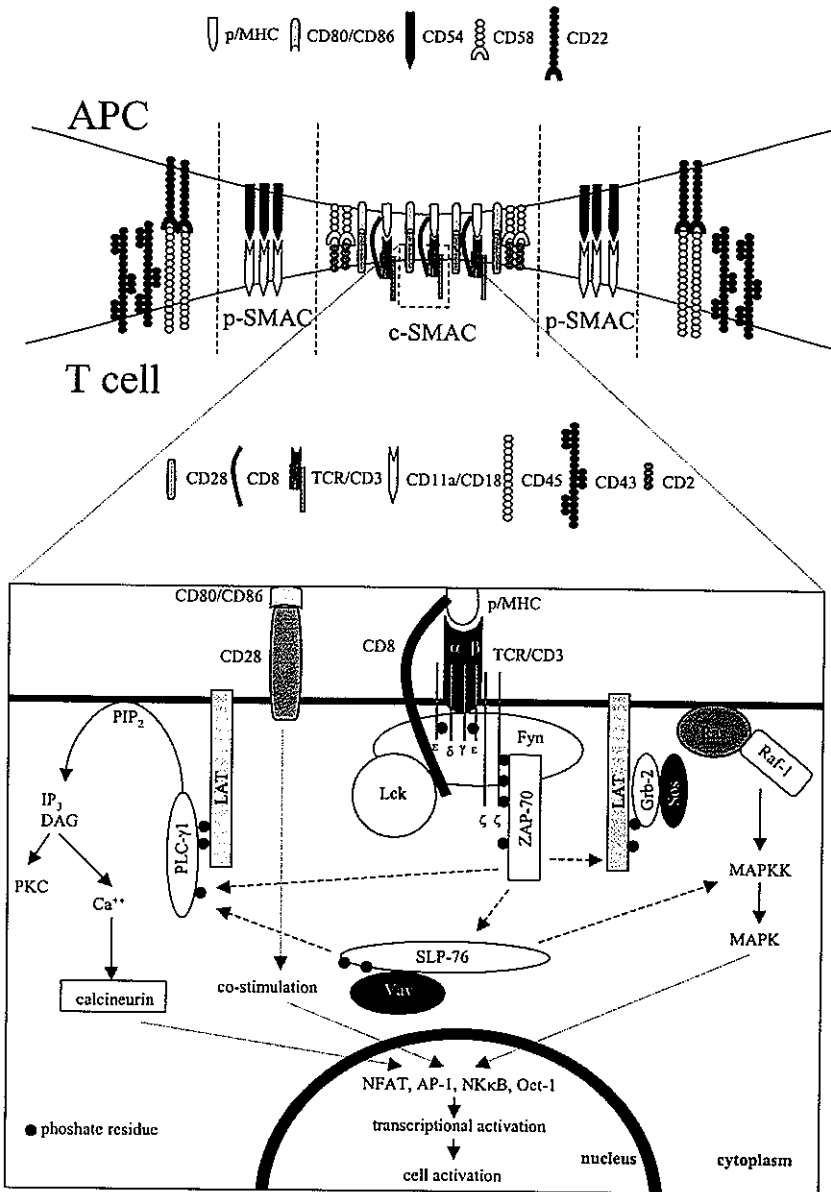 p/MHC CD80/CD86 CD54 CD58 CD22
APC
p-SMAC c-SMAC p-SMAC
T cell
CD28 CD8 TCR/CD3 CD11a/CD18 CD45 CD43 CD2
CD80/CD86
p/MHC
CD28
CD8
α β
TCR/CD3
PIP₂
LAT
ε δ γ ε
Fyn
Raf-1
Lck
ζ ζ
ZAP-70
LAT
Grb-2
Sos
IP₃
DAG
PLC-γ1
PKC
Ca⁺⁺
MAPKK
MAPK
SLP-76
Vav
calcineurin
co-stimulation
NFAT, AP-1, NKκB, Oct-1
transcriptional activation
cell activation
phoshate residue
nucleus
cytoplasm